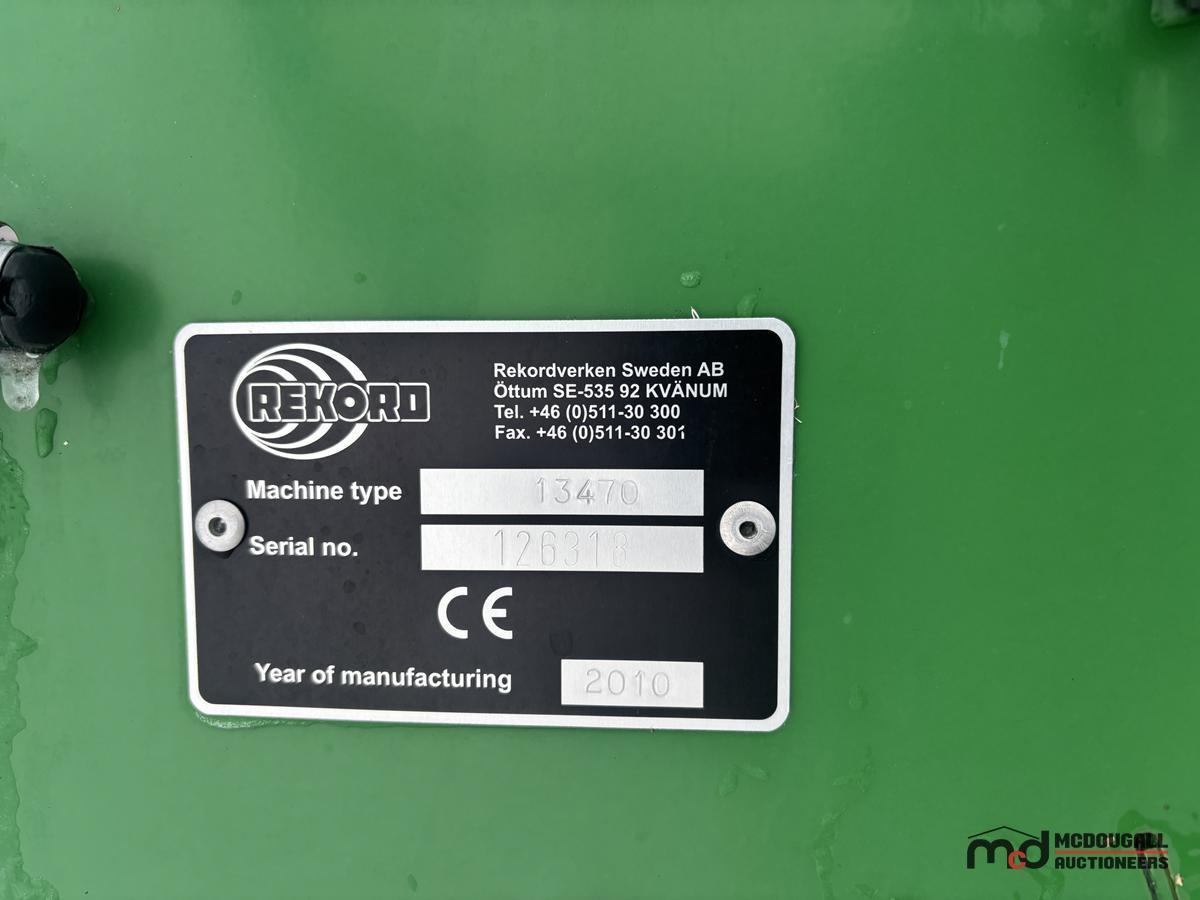 REKORD
Rekordverken Sweden AB
Öttum SE-535 92 KVÄNUM
Tel. +46 (0)511-30 300
Fax. +46 (0)511-30 301
Machine type 13470
Serial no. 126318
CE
Year of manufacturing 2010
mcd MCDOUGALL
AUCTIONEERS